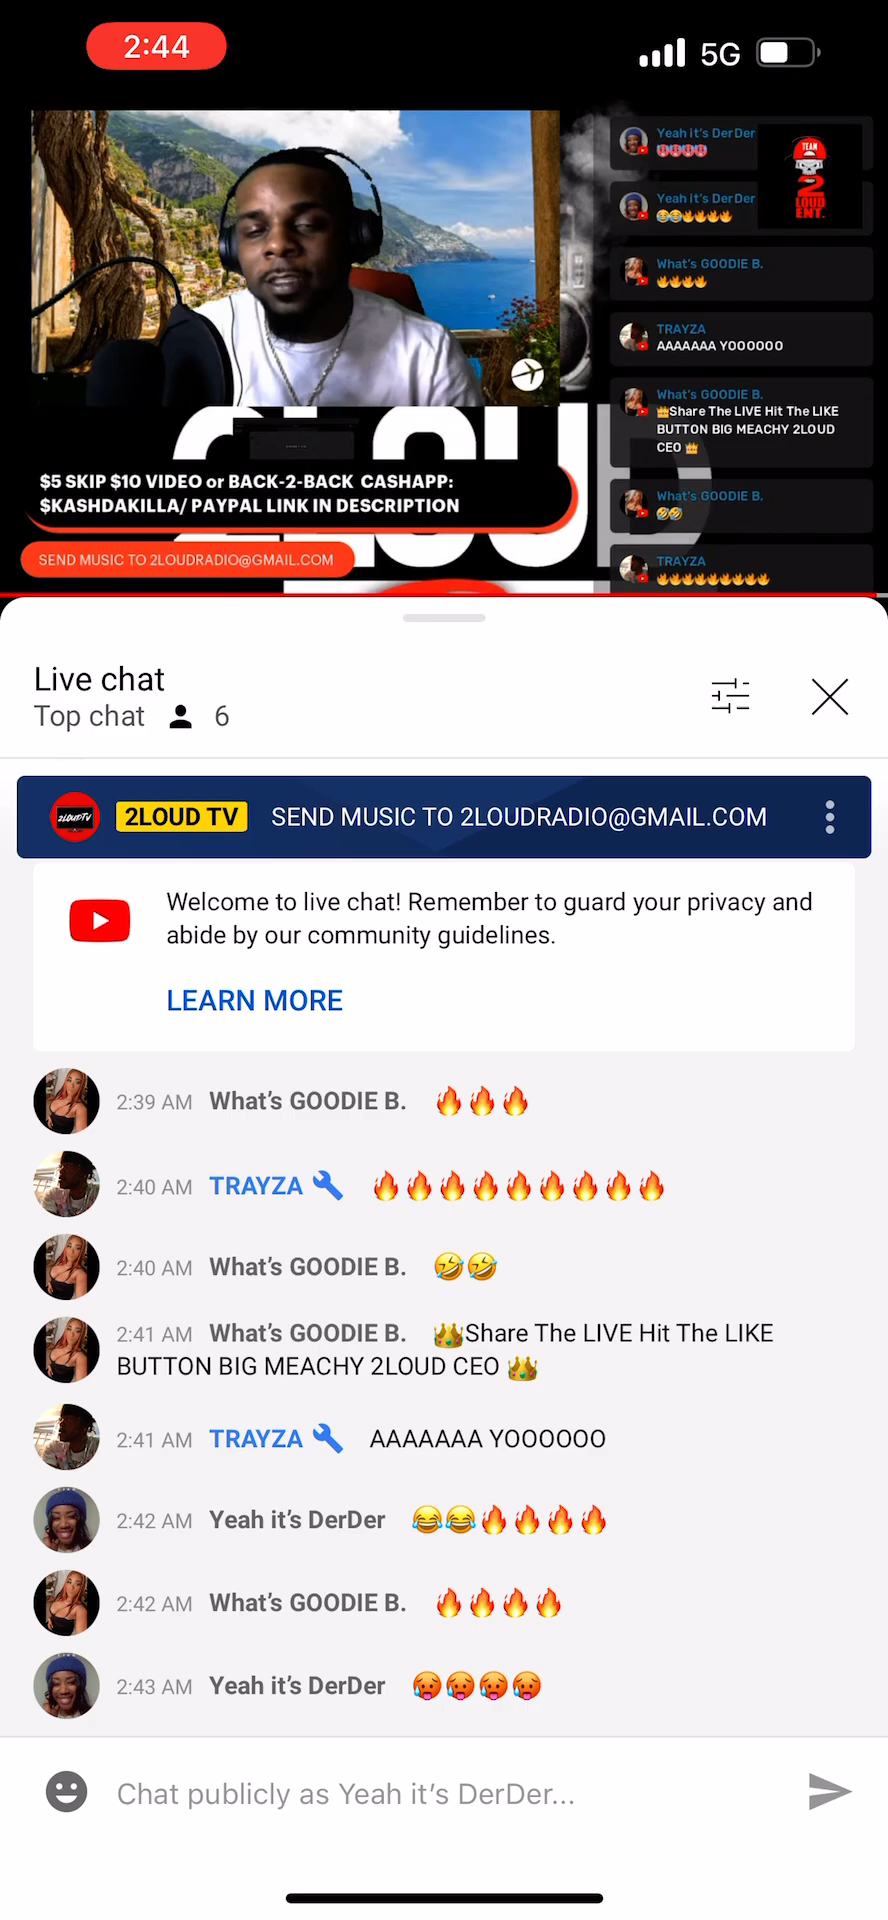 2:44
5G
Yeah it's DerDer
🥵🥵🥵🥵
TEAM
2
LOUD
ENT.
Yeah it's DerDer
😂😂🔥🔥🔥🔥
What's GOODIE B.
🔥🔥🔥🔥
TRAYZA
AAAAAAA YOOOOOO
What's GOODIE B.
👑Share The LIVE Hit The LIKE
BUTTON BIG MEACHY 2LOUD
CEO 👑
What's GOODIE B.
🤣🤣
TRAYZA
🔥🔥🔥🔥🔥🔥🔥🔥🔥
2LOUD
$5 SKIP $10 VIDEO or BACK-2-BACK CASHAPP:
$KASHDAKILLA/ PAYPAL LINK IN DESCRIPTION
SEND MUSIC TO 2LOUDRADIO@GMAIL.COM
Live chat
Top chat 6
2LOUDTV
2LOUD TV SEND MUSIC TO 2LOUDRADIO@GMAIL.COM
Welcome to live chat! Remember to guard your privacy and
abide by our community guidelines.
LEARN MORE
2:39 AM What's GOODIE B. 🔥🔥🔥
2:40 AM TRAYZA 🔧 🔥🔥🔥🔥🔥🔥🔥🔥🔥
2:40 AM What's GOODIE B. 🤣🤣
2:41 AM What's GOODIE B. 👑Share The LIVE Hit The LIKE
BUTTON BIG MEACHY 2LOUD CEO 👑
2:41 AM TRAYZA 🔧 AAAAAAA YOOOOOO
2:42 AM Yeah it's DerDer 😂😂🔥🔥🔥🔥
2:42 AM What's GOODIE B. 🔥🔥🔥🔥
2:43 AM Yeah it's DerDer 🥵🥵🥵🥵
Chat publicly as Yeah it's DerDer...